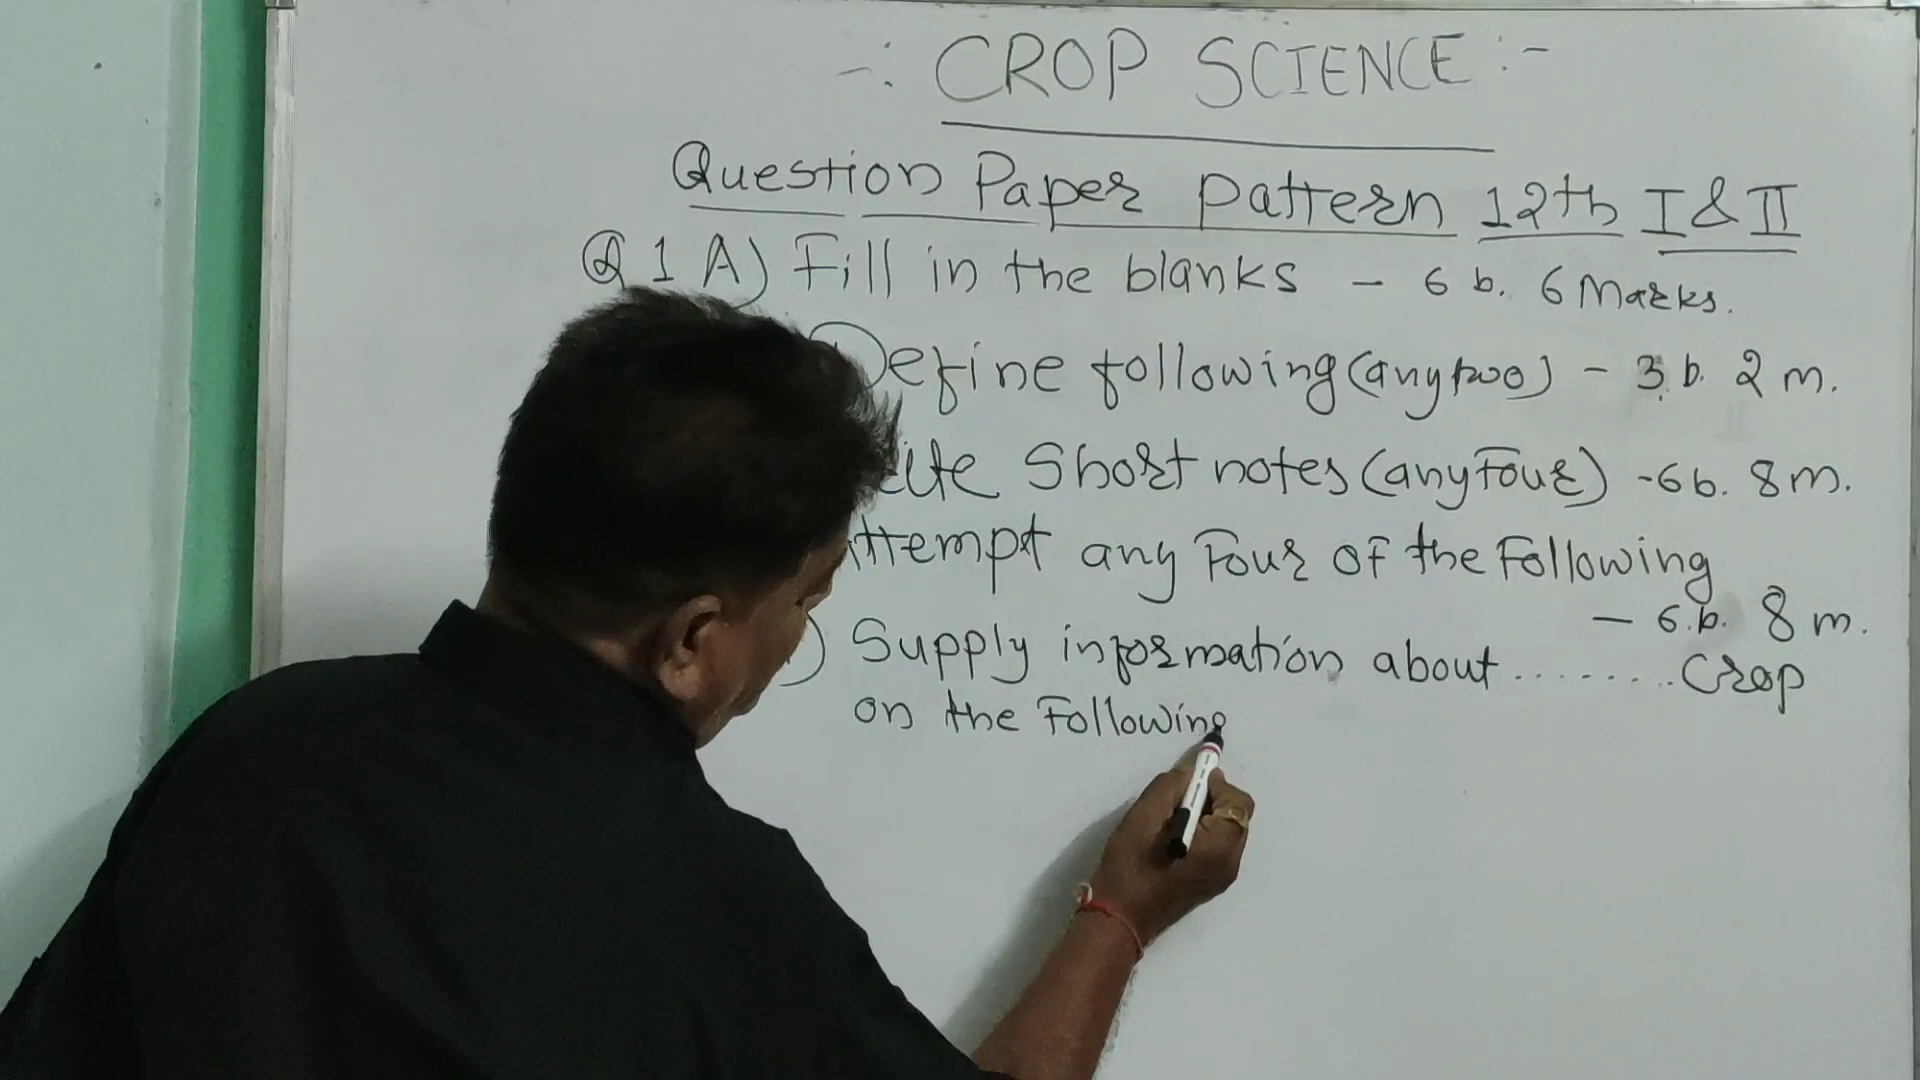 -: CROP SCIENCE :-
Question Paper Pattern 12th I & II
Q 1 A) Fill in the blanks - 6 b. 6 Marks.
Define following (any two) - 3 b. 2 m.
Short notes (any Four) - 6 b. 8 m.
any Four of the Following
- 6.b. 8 m.
Supply information about ........ Crop
on the Following